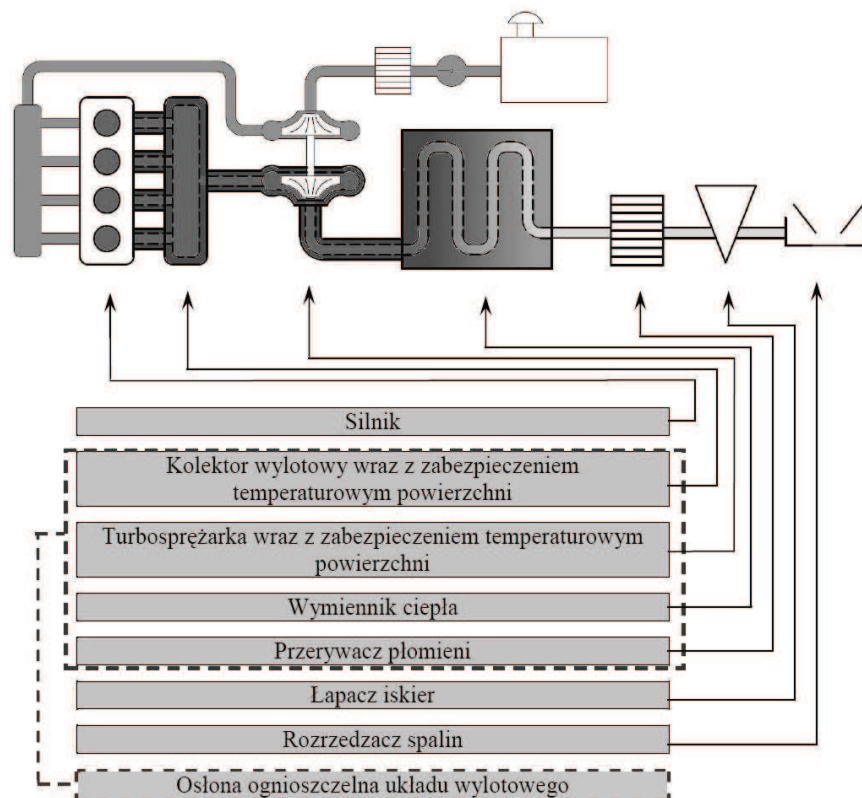 Silnik
Kolektor wylotowy wraz z zabezpieczeniem
temperaturowym powierzchni
Turbosprężarka wraz z zabezpieczeniem temperaturowym
powierzchni
Wymiennik ciepła
Przerywacz płomieni
Łapacz iskier
Rozrzedzacz spalin
Osłona ognioszczelna układu wylotowego